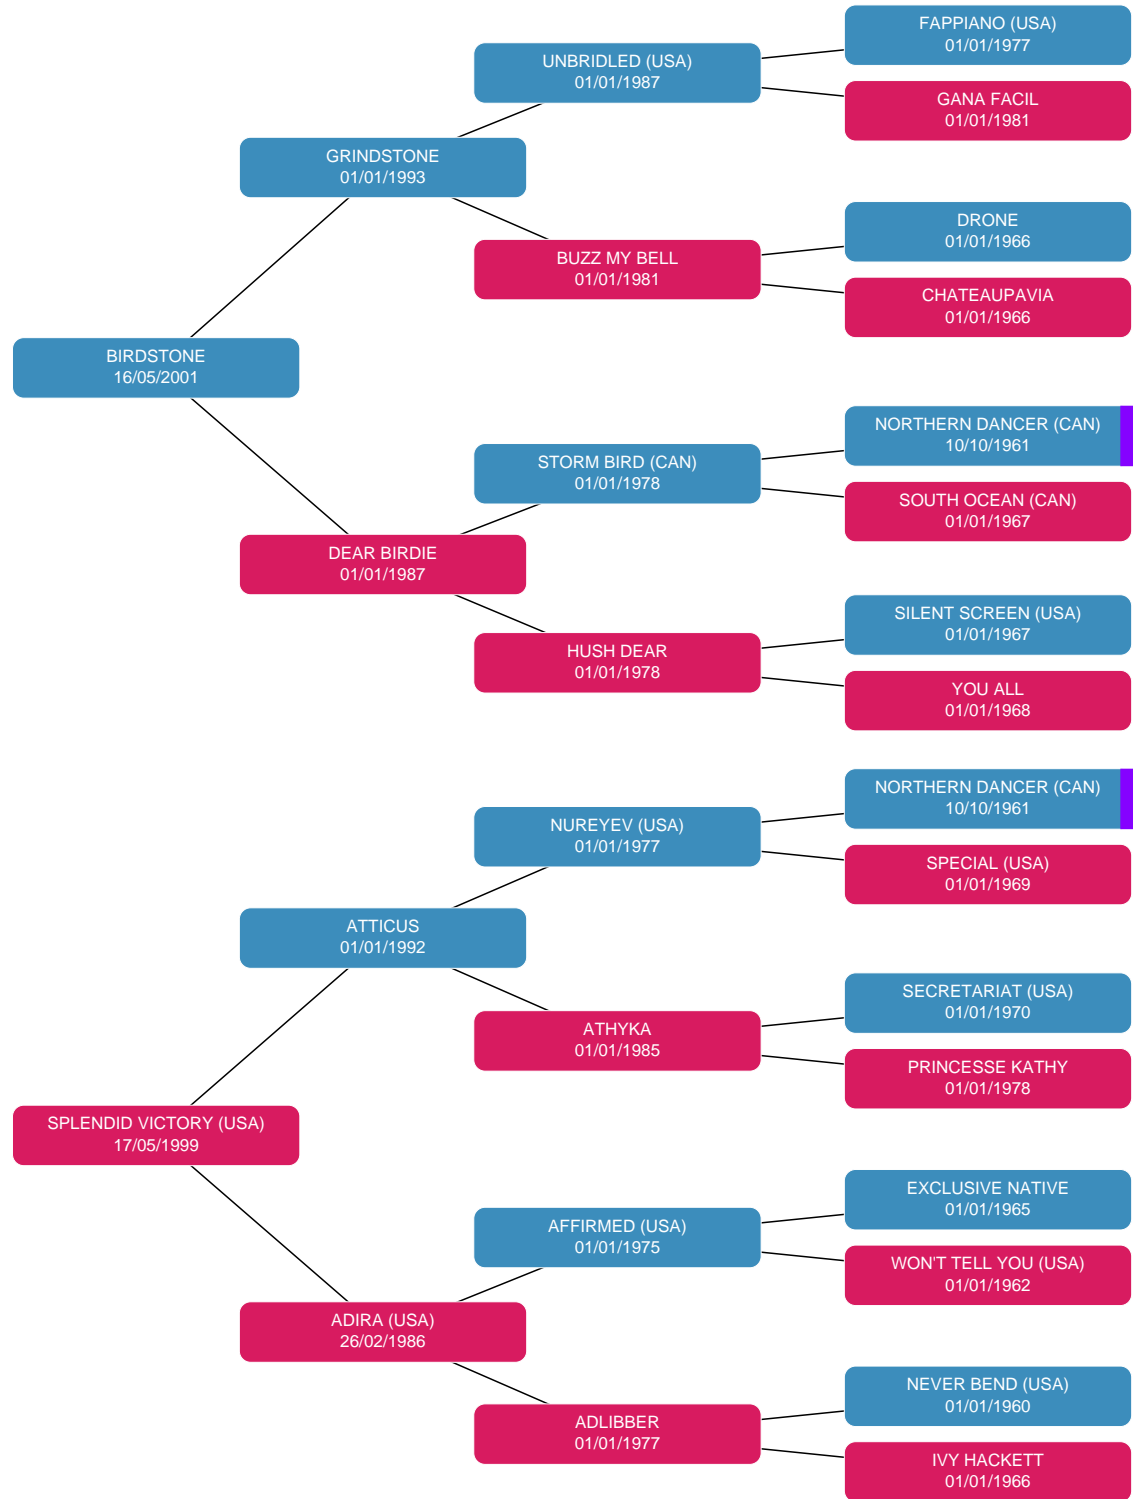 FAPPIANO (USA)
01/01/1977
UNBRIDLED (USA)
01/01/1987
GANA FACIL
01/01/1981
GRINDSTONE
01/01/1993
DRONE
01/01/1966
BUZZ MY BELL
01/01/1981
CHATEAUPAVIA
01/01/1966
BIRDSTONE
16/05/2001
NORTHERN DANCER (CAN)
10/10/1961
STORM BIRD (CAN)
01/01/1978
SOUTH OCEAN (CAN)
01/01/1967
DEAR BIRDIE
01/01/1987
SILENT SCREEN (USA)
01/01/1967
HUSH DEAR
01/01/1978
YOU ALL
01/01/1968
NORTHERN DANCER (CAN)
10/10/1961
NUREYEV (USA)
01/01/1977
SPECIAL (USA)
01/01/1969
ATTICUS
01/01/1992
SECRETARIAT (USA)
01/01/1970
ATHYKA
01/01/1985
PRINCESSE KATHY
01/01/1978
SPLENDID VICTORY (USA)
17/05/1999
EXCLUSIVE NATIVE
01/01/1965
AFFIRMED (USA)
01/01/1975
WON'T TELL YOU (USA)
01/01/1962
ADIRA (USA)
26/02/1986
NEVER BEND (USA)
01/01/1960
ADLIBBER
01/01/1977
IVY HACKETT
01/01/1966